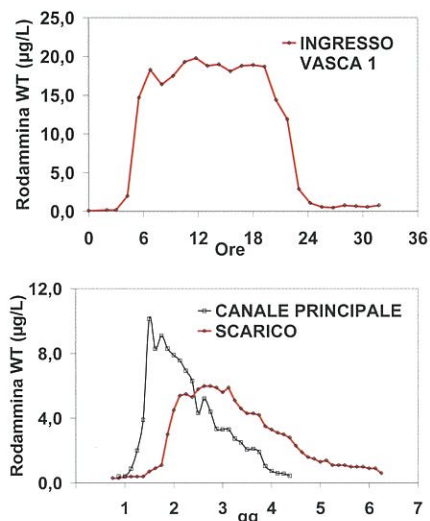 Rodammina WT (µg/L)
25,0
20,0
15,0
10,0
5,0
0,0
INGRESSO
VASCA 1
0 6 12 18 24 30 36
Ore
Rodammina WT (µg/L)
12,0
8,0
4,0
0,0
CANALE PRINCIPALE
SCARICO
1 2 3 4 5 6 7
gg